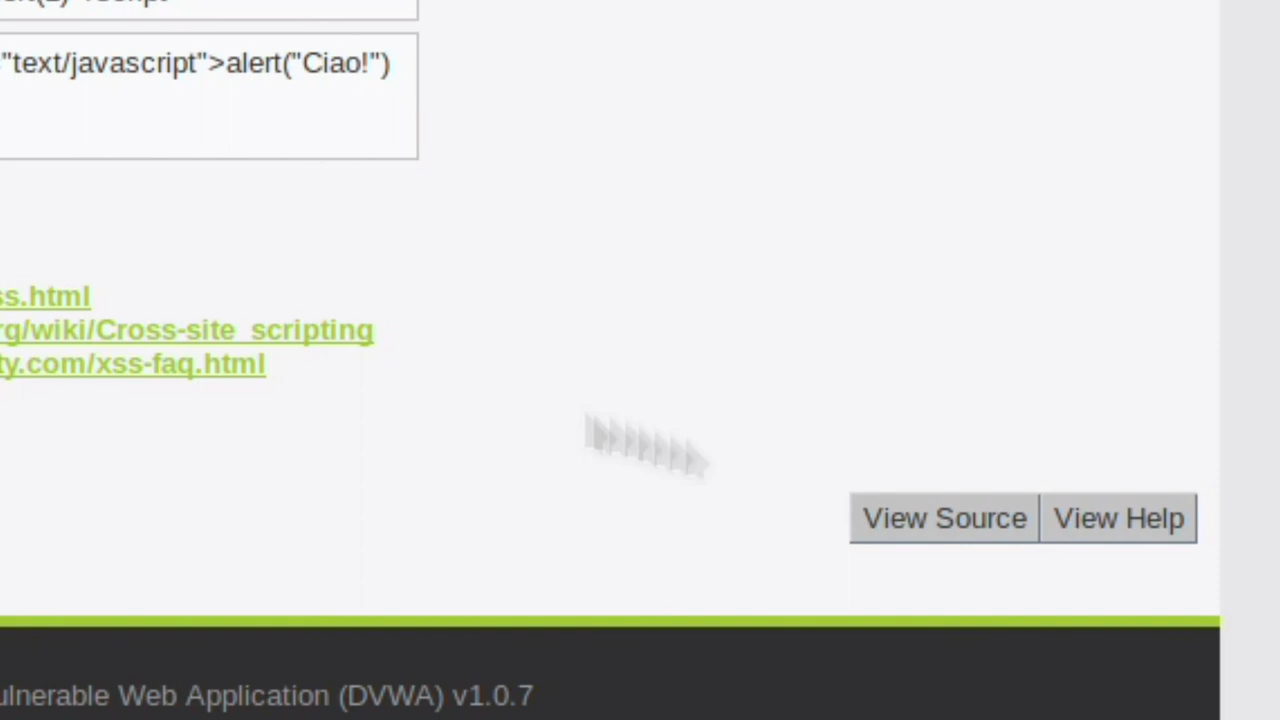 ="text/javascript">alert("Ciao!")
ss.html
rg/wiki/Cross-site_scripting
ty.com/xss-faq.html
View Source
View Help
ulnerable Web Application (DVWA) v1.0.7